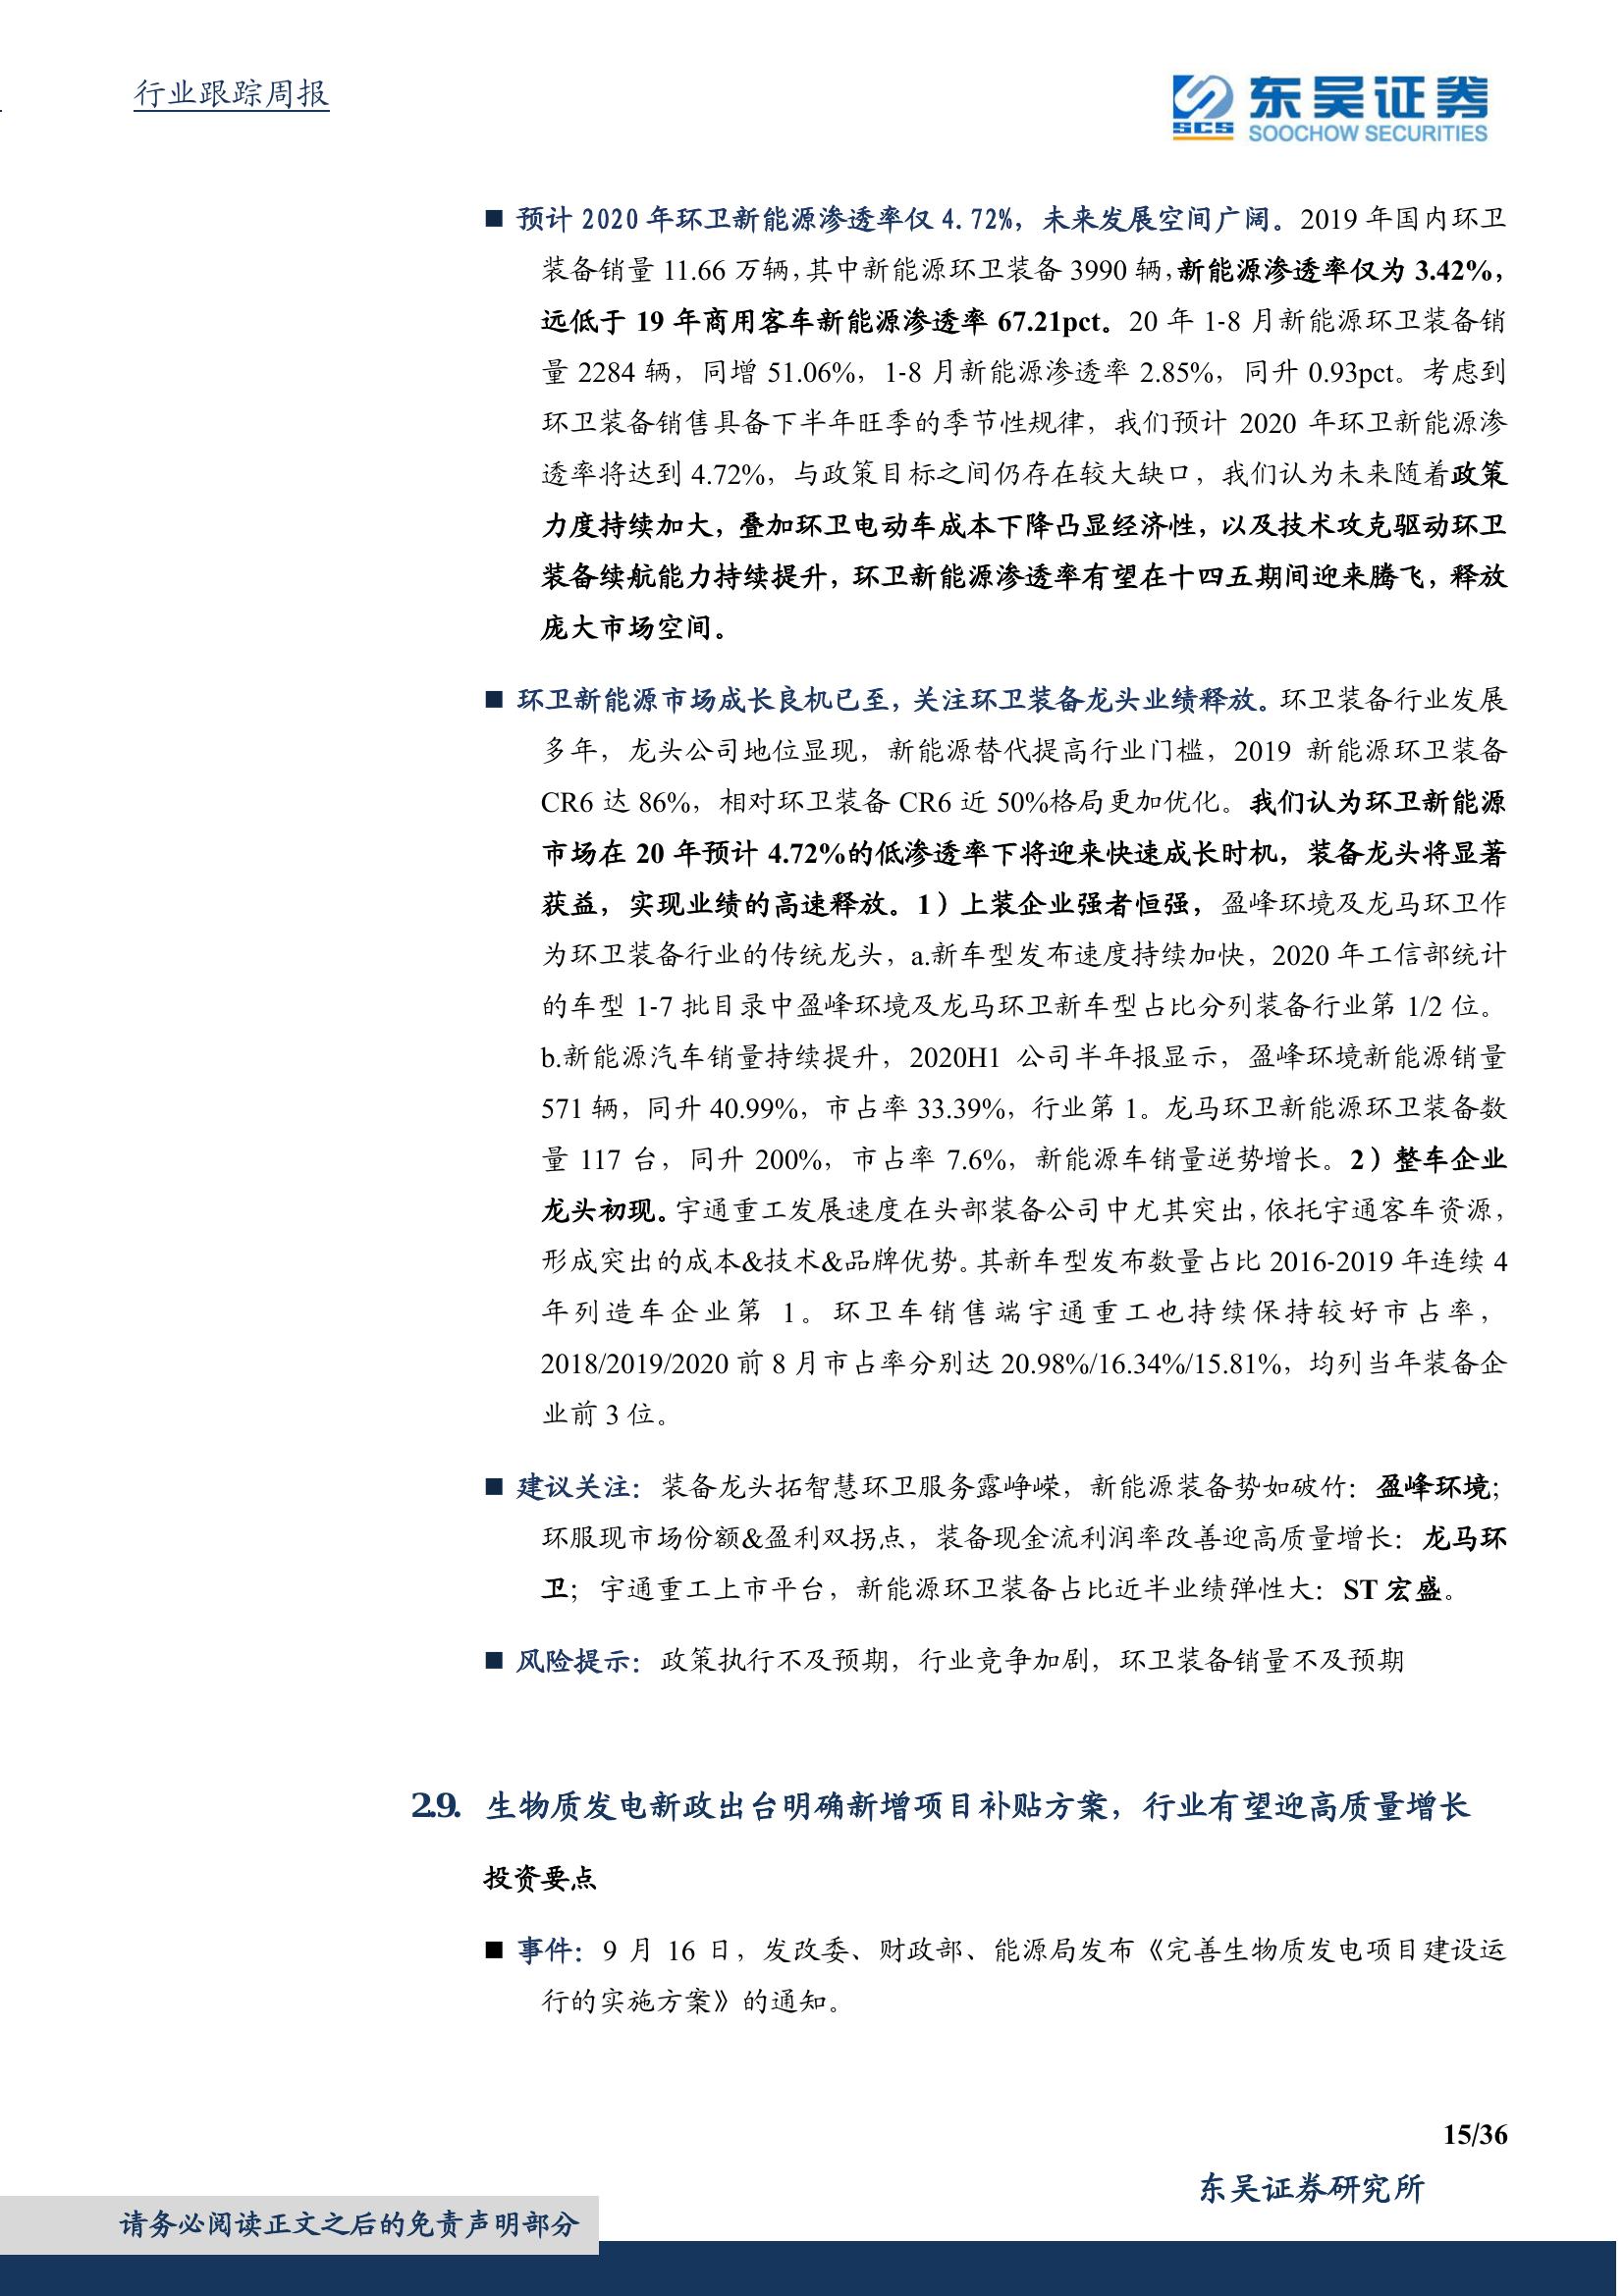 行业跟踪周报
东吴证券
SCS
SOOCHOW SECURITIES
■ 预计 2020 年环卫新能源渗透率仅 4.72%，未来发展空间广阔。2019 年国内环卫
装备销量 11.66 万辆，其中新能源环卫装备 3990 辆，新能源渗透率仅为 3.42%，
远低于 19 年商用客车新能源渗透率 67.21pct。20 年 1-8 月新能源环卫装备销
量 2284 辆，同增 51.06%，1-8 月新能源渗透率 2.85%，同升 0.93pct。考虑到
环卫装备销售具备下半年旺季的季节性规律，我们预计 2020 年环卫新能源渗
透率将达到 4.72%，与政策目标之间仍存在较大缺口，我们认为未来随着政策
力度持续加大，叠加环卫电动车成本下降凸显经济性，以及技术攻克驱动环卫
装备续航能力持续提升，环卫新能源渗透率有望在十四五期间迎来腾飞，释放
庞大市场空间。
■ 环卫新能源市场成长良机已至，关注环卫装备龙头业绩释放。环卫装备行业发展
多年，龙头公司地位显现，新能源替代提高行业门槛，2019 新能源环卫装备
CR6 达 86%，相对环卫装备 CR6 近 50%格局更加优化。我们认为环卫新能源
市场在 20 年预计 4.72%的低渗透率下将迎来快速成长时机，装备龙头将显著
获益，实现业绩的高速释放。1）上装企业强者恒强，盈峰环境及龙马环卫作
为环卫装备行业的传统龙头，a.新车型发布速度持续加快，2020 年工信部统计
的车型 1-7 批目录中盈峰环境及龙马环卫新车型占比分列装备行业第 1/2 位。
b.新能源汽车销量持续提升，2020H1 公司半年报显示，盈峰环境新能源销量
571 辆，同升 40.99%，市占率 33.39%，行业第 1。龙马环卫新能源环卫装备数
量 117 台，同升 200%，市占率 7.6%，新能源车销量逆势增长。2）整车企业
龙头初现。宇通重工发展速度在头部装备公司中尤其突出，依托宇通客车资源，
形成突出的成本&技术&品牌优势。其新车型发布数量占比 2016-2019 年连续 4
年列造车企业第 1。环卫车销售端宇通重工也持续保持较好市占率，
2018/2019/2020 前 8 月市占率分别达 20.98%/16.34%/15.81%，均列当年装备企
业前 3 位。
■ 建议关注：装备龙头拓智慧环卫服务露峥嵘，新能源装备势如破竹：盈峰环境；
环服现市场份额&盈利双拐点，装备现金流利润率改善迎高质量增长：龙马环
卫；宇通重工上市平台，新能源环卫装备占比近半业绩弹性大：ST 宏盛。
■ 风险提示：政策执行不及预期，行业竞争加剧，环卫装备销量不及预期
2.9. 生物质发电新政出台明确新增项目补贴方案，行业有望迎高质量增长
投资要点
■ 事件：9 月 16 日，发改委、财政部、能源局发布《完善生物质发电项目建设运
行的实施方案》的通知。
15/36
东吴证券研究所
请务必阅读正文之后的免责声明部分